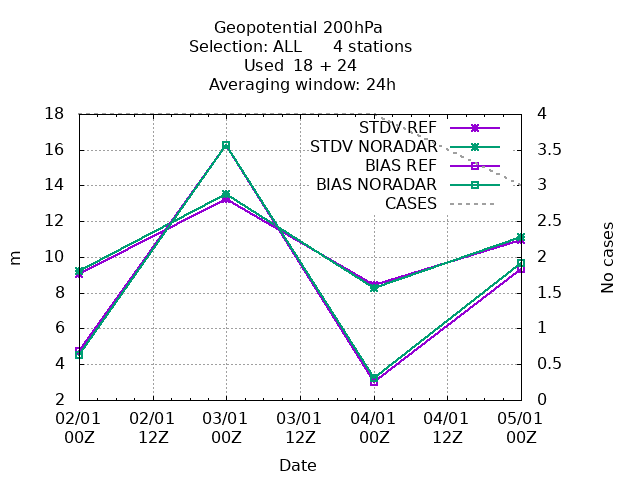 Geopotential 200hPa
Selection: ALL      4 stations
Used  18 + 24
Averaging window: 24h
18
16
14
12
10
8
6
4
2
m
4
3.5
3
2.5
2
1.5
1
0.5
0
No cases
STDV REF
STDV NORADAR
BIAS REF
BIAS NORADAR
CASES
02/01 02/01 03/01 03/01 04/01 04/01 05/01
00Z 12Z 00Z 12Z 00Z 12Z 00Z
Date